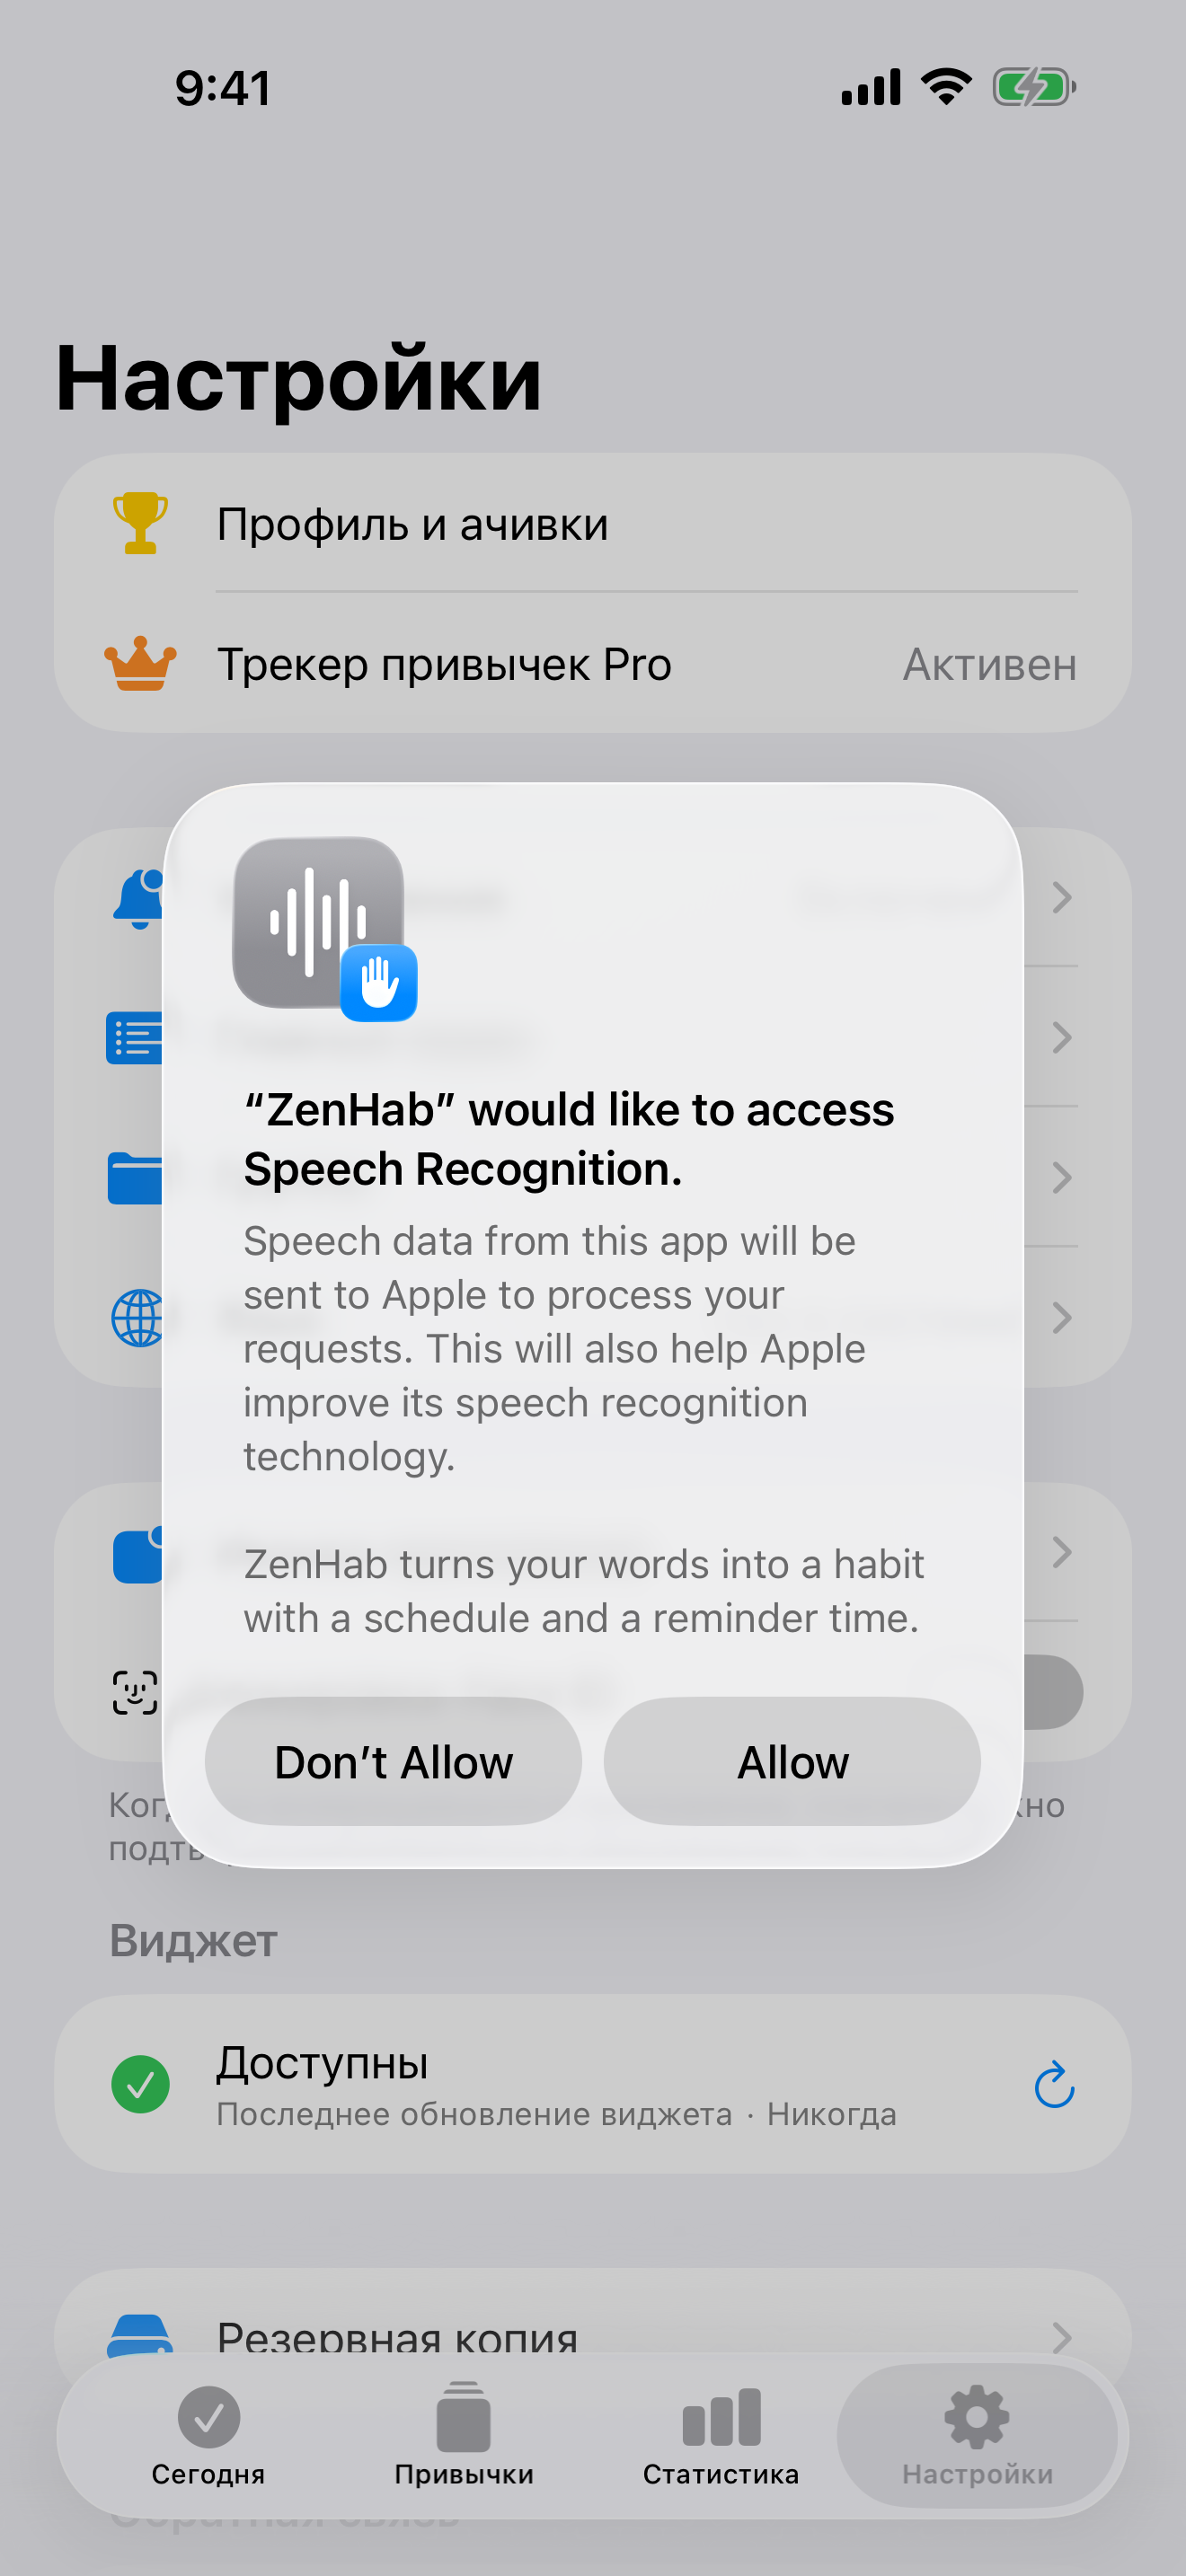 9:41
Настройки
Профиль и ачивки
Трекер привычек Pro Активен
“ZenHab” would like to access
Speech Recognition.
Speech data from this app will be
sent to Apple to process your
requests. This will also help Apple
improve its speech recognition
technology.
ZenHab turns your words into a habit
with a schedule and a reminder time.
Don’t Allow Allow
Виджет
Доступны
Последнее обновление виджета · Никогда
Резервная копия
Сегодня Привычки Статистика Настройки
Обратная связь